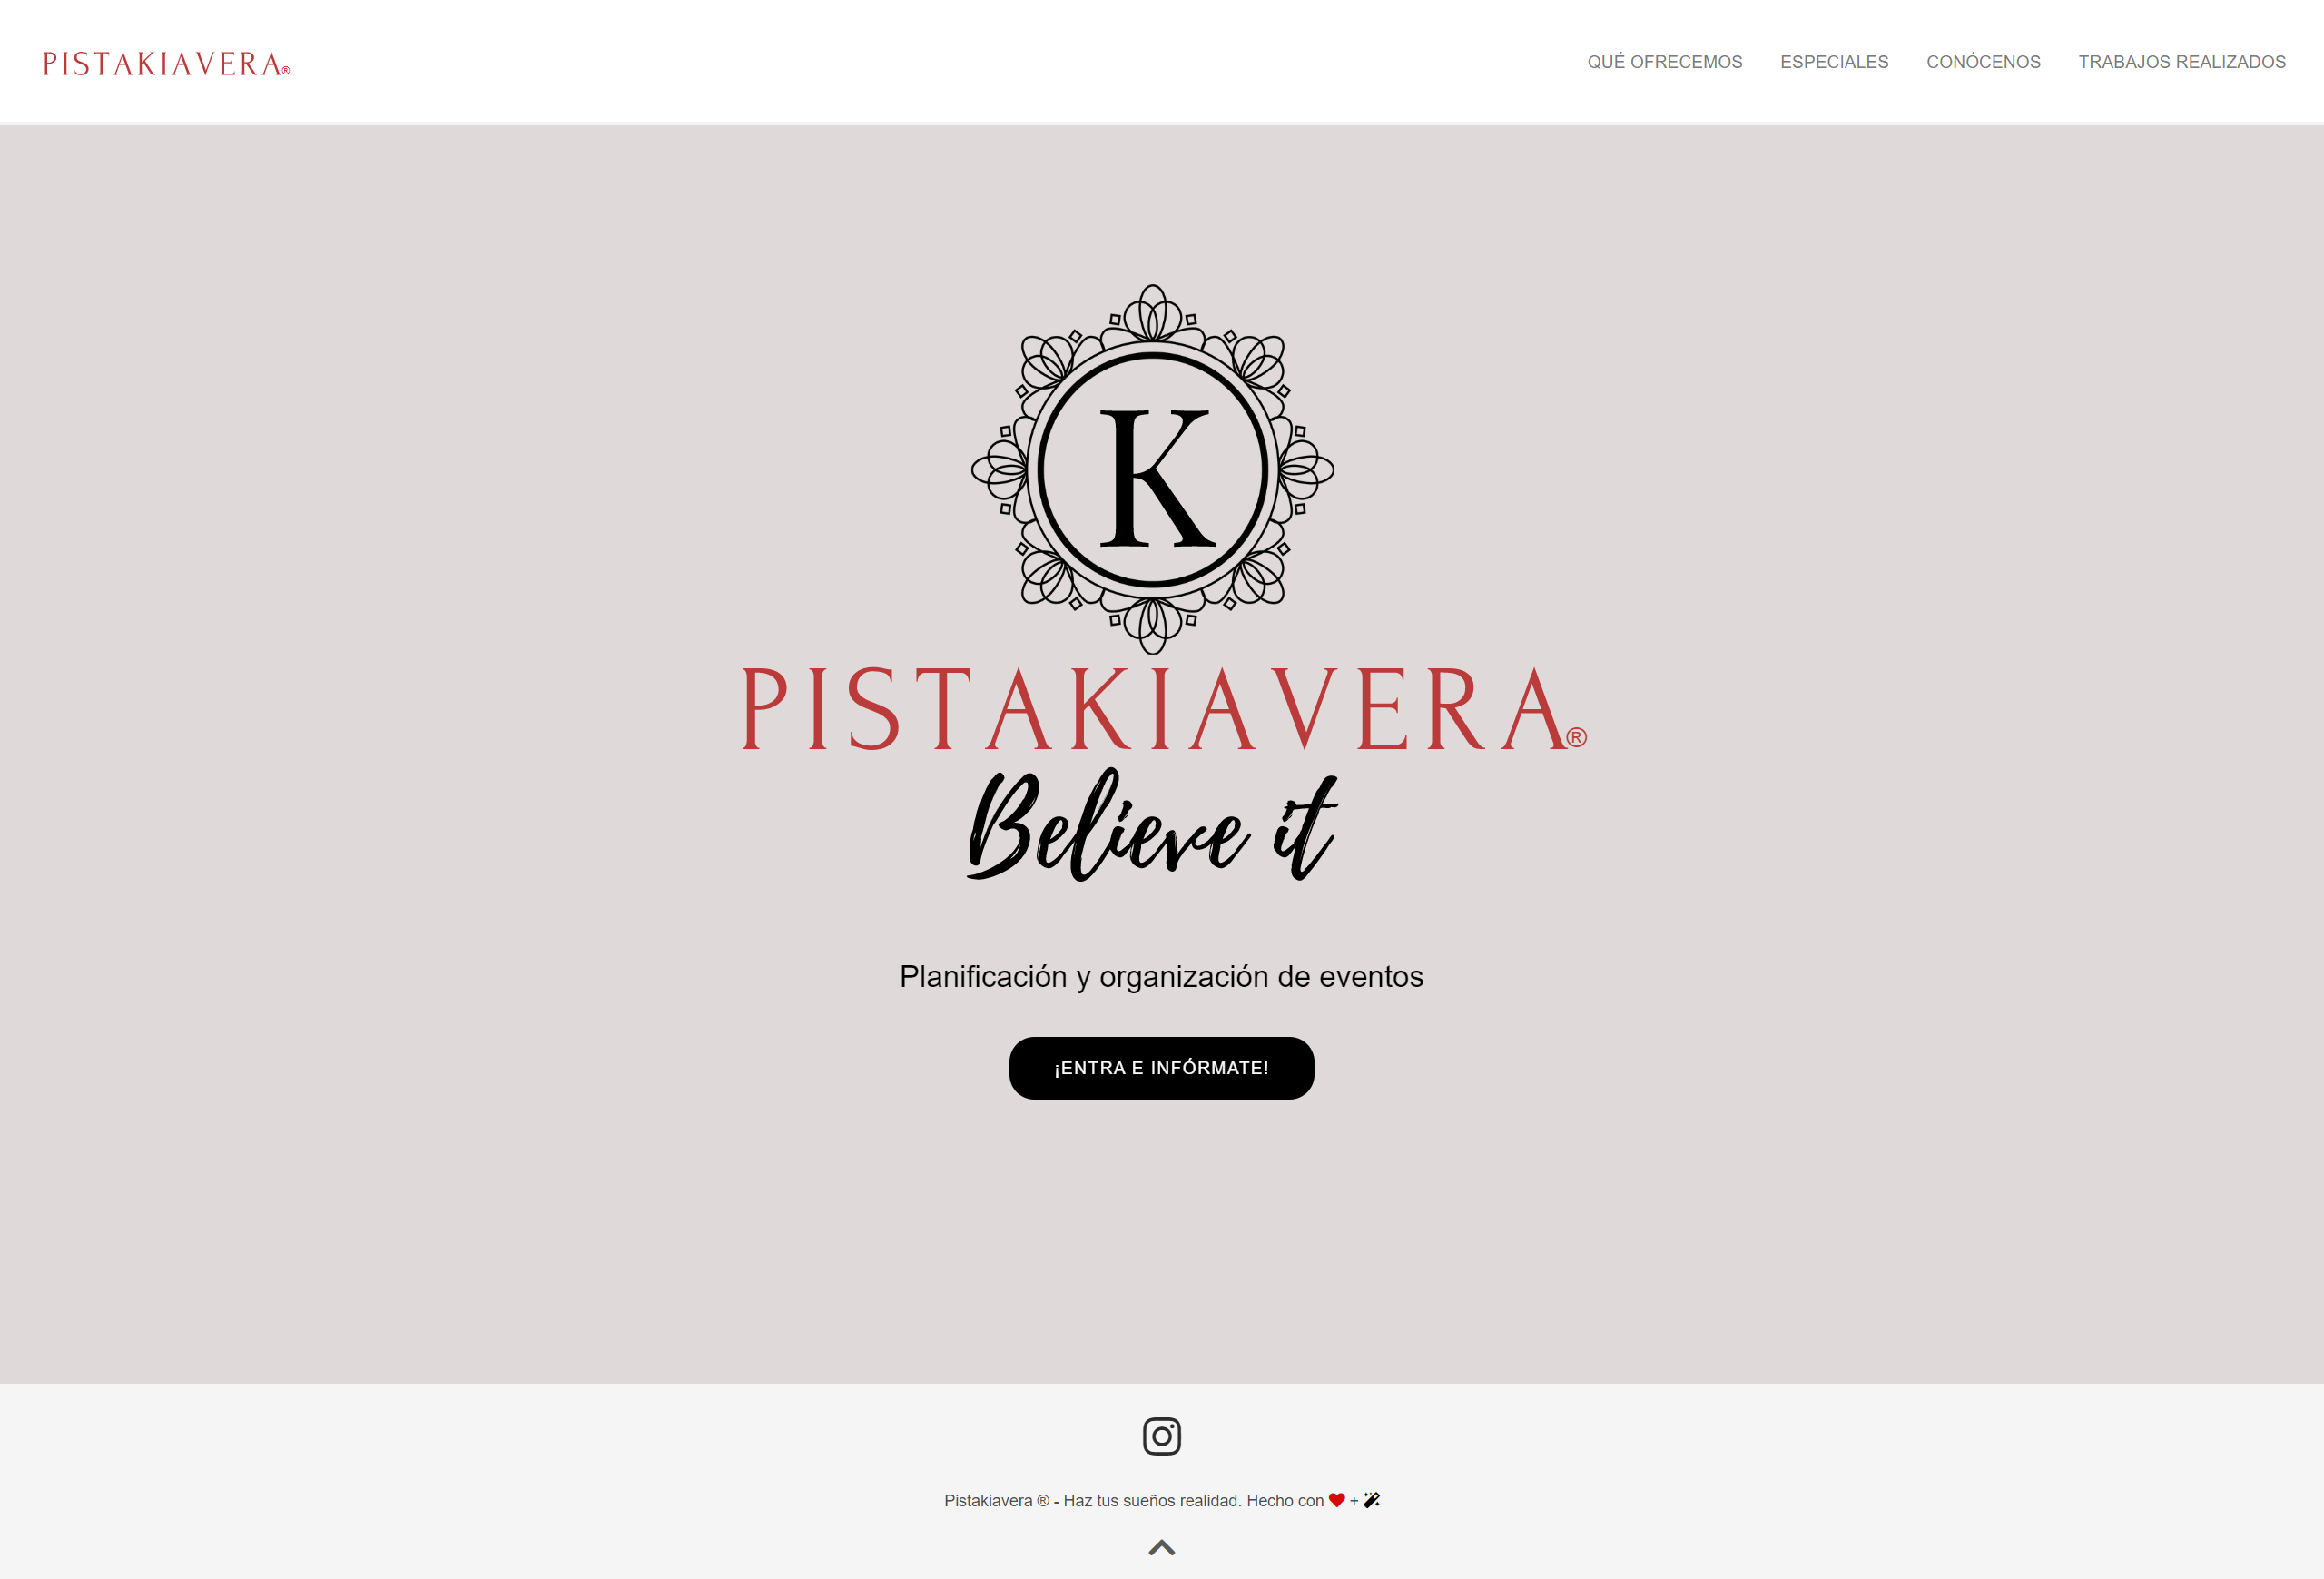 PISTAKIAVERA®
QUÉ OFRECEMOS ESPECIALES CONÓCENOS TRABAJOS REALIZADOS
K
PISTAKIAVERA®
Believe it
Planificación y organización de eventos
¡ENTRA E INFÓRMATE!
Pistakiavera ® - Haz tus sueños realidad. Hecho con ❤ +